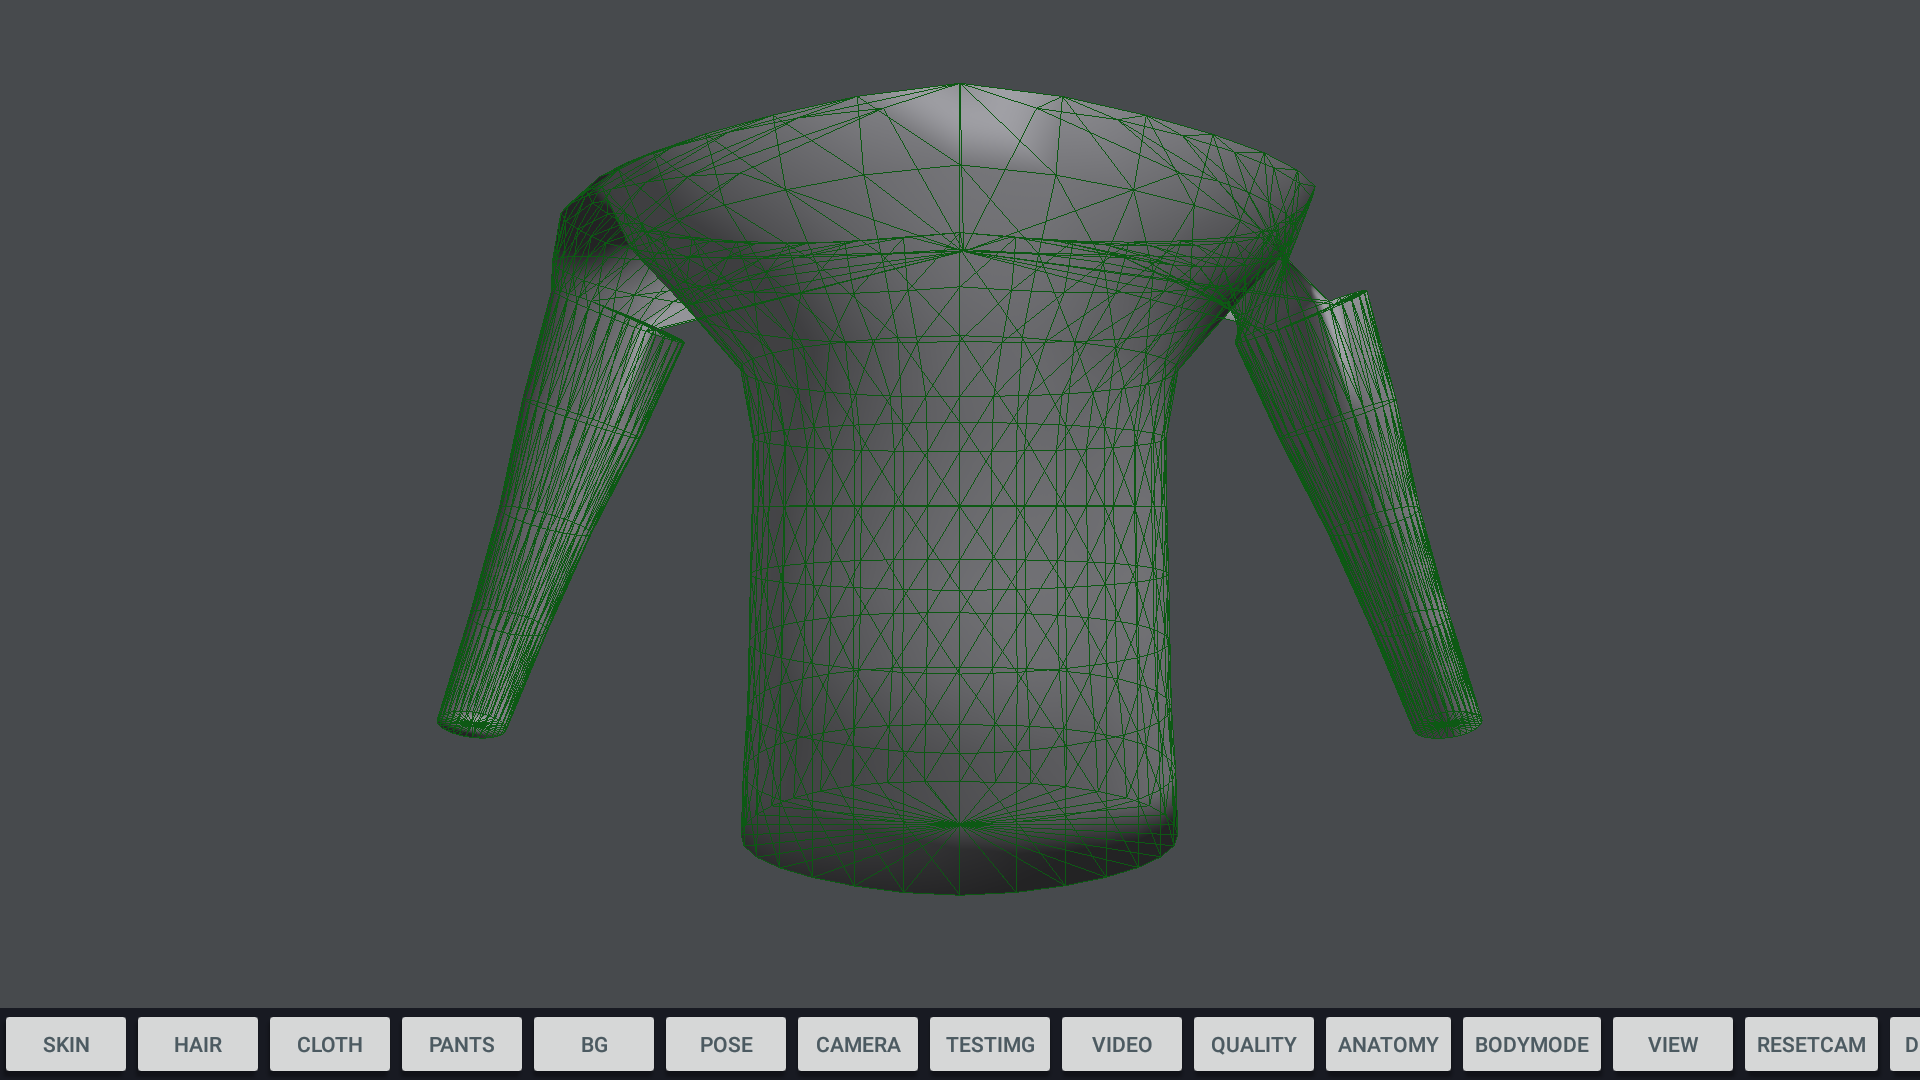 SKIN
HAIR
CLOTH
PANTS
BG
POSE
CAMERA
TESTIMG
VIDEO
QUALITY
ANATOMY
BODYMODE
VIEW
RESETCAM
D